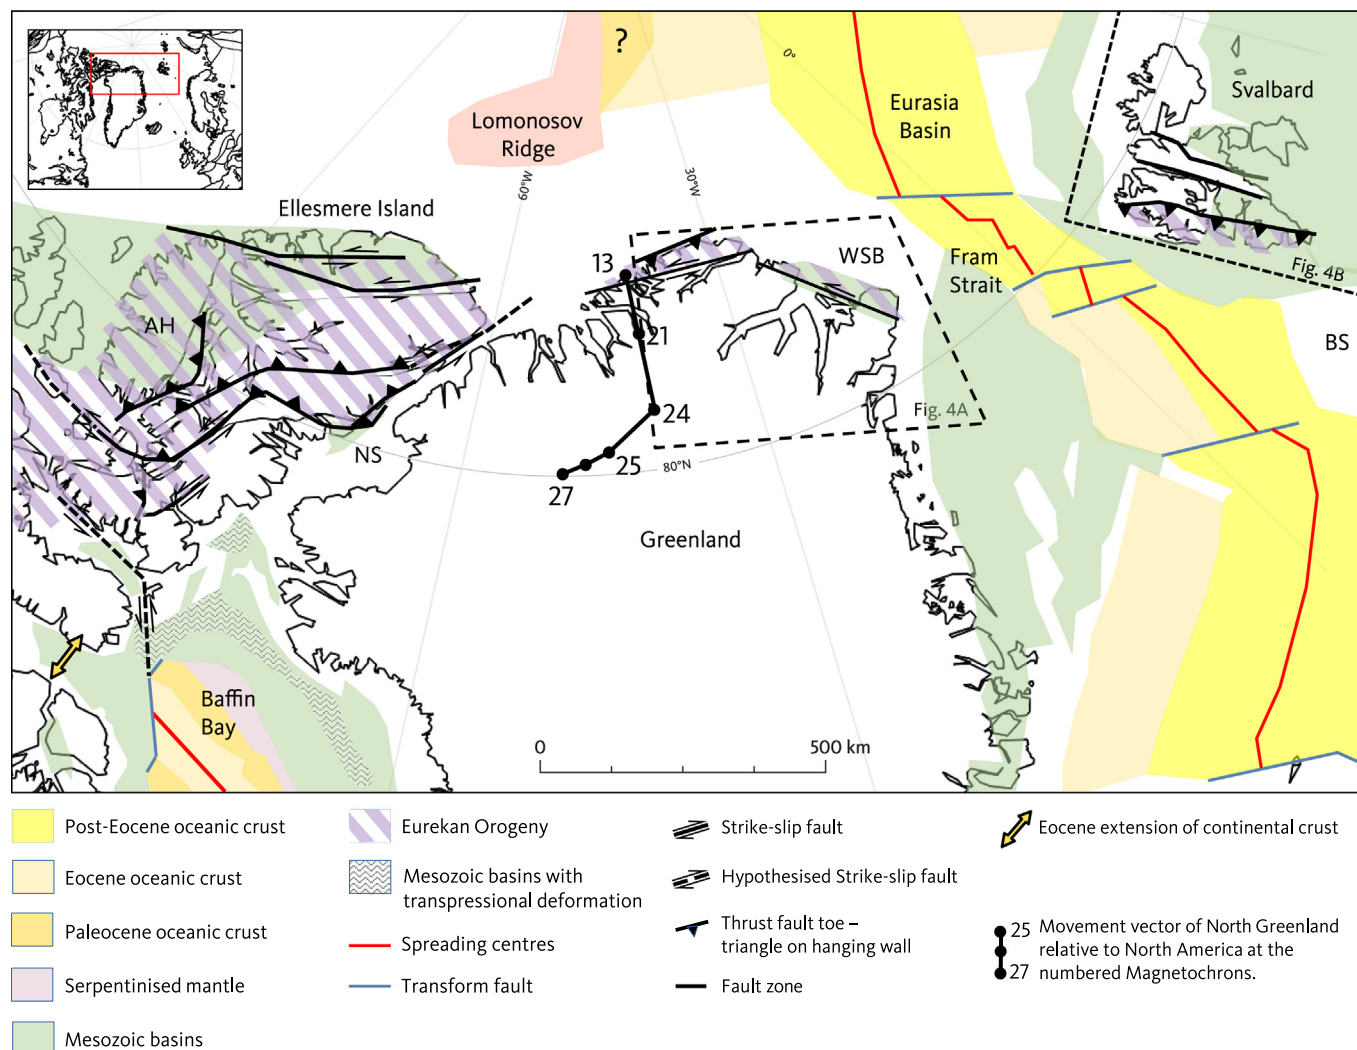 ?
0°
Svalbard
Eurasia
Basin
Lomonosov
Ridge
60°W
30°W
Ellesmere Island
WSB
Fram
Strait
Fig. 4B
13
AH
21
BS
24
Fig. 4A
NS
25
80°N
27
Greenland
Baffin
Bay
0
500 km
Post-Eocene oceanic crust
Eocene oceanic crust
Paleocene oceanic crust
Serpentinised mantle
Mesozoic basins
Eurekan Orogeny
Mesozoic basins with
transpressional deformation
Spreading centres
Transform fault
Strike-slip fault
Hypothesised Strike-slip fault
Thrust fault toe –
triangle on hanging wall
Fault zone
Eocene extension of continental crust
25
27
Movement vector of North Greenland
relative to North America at the
numbered Magnetochrons.